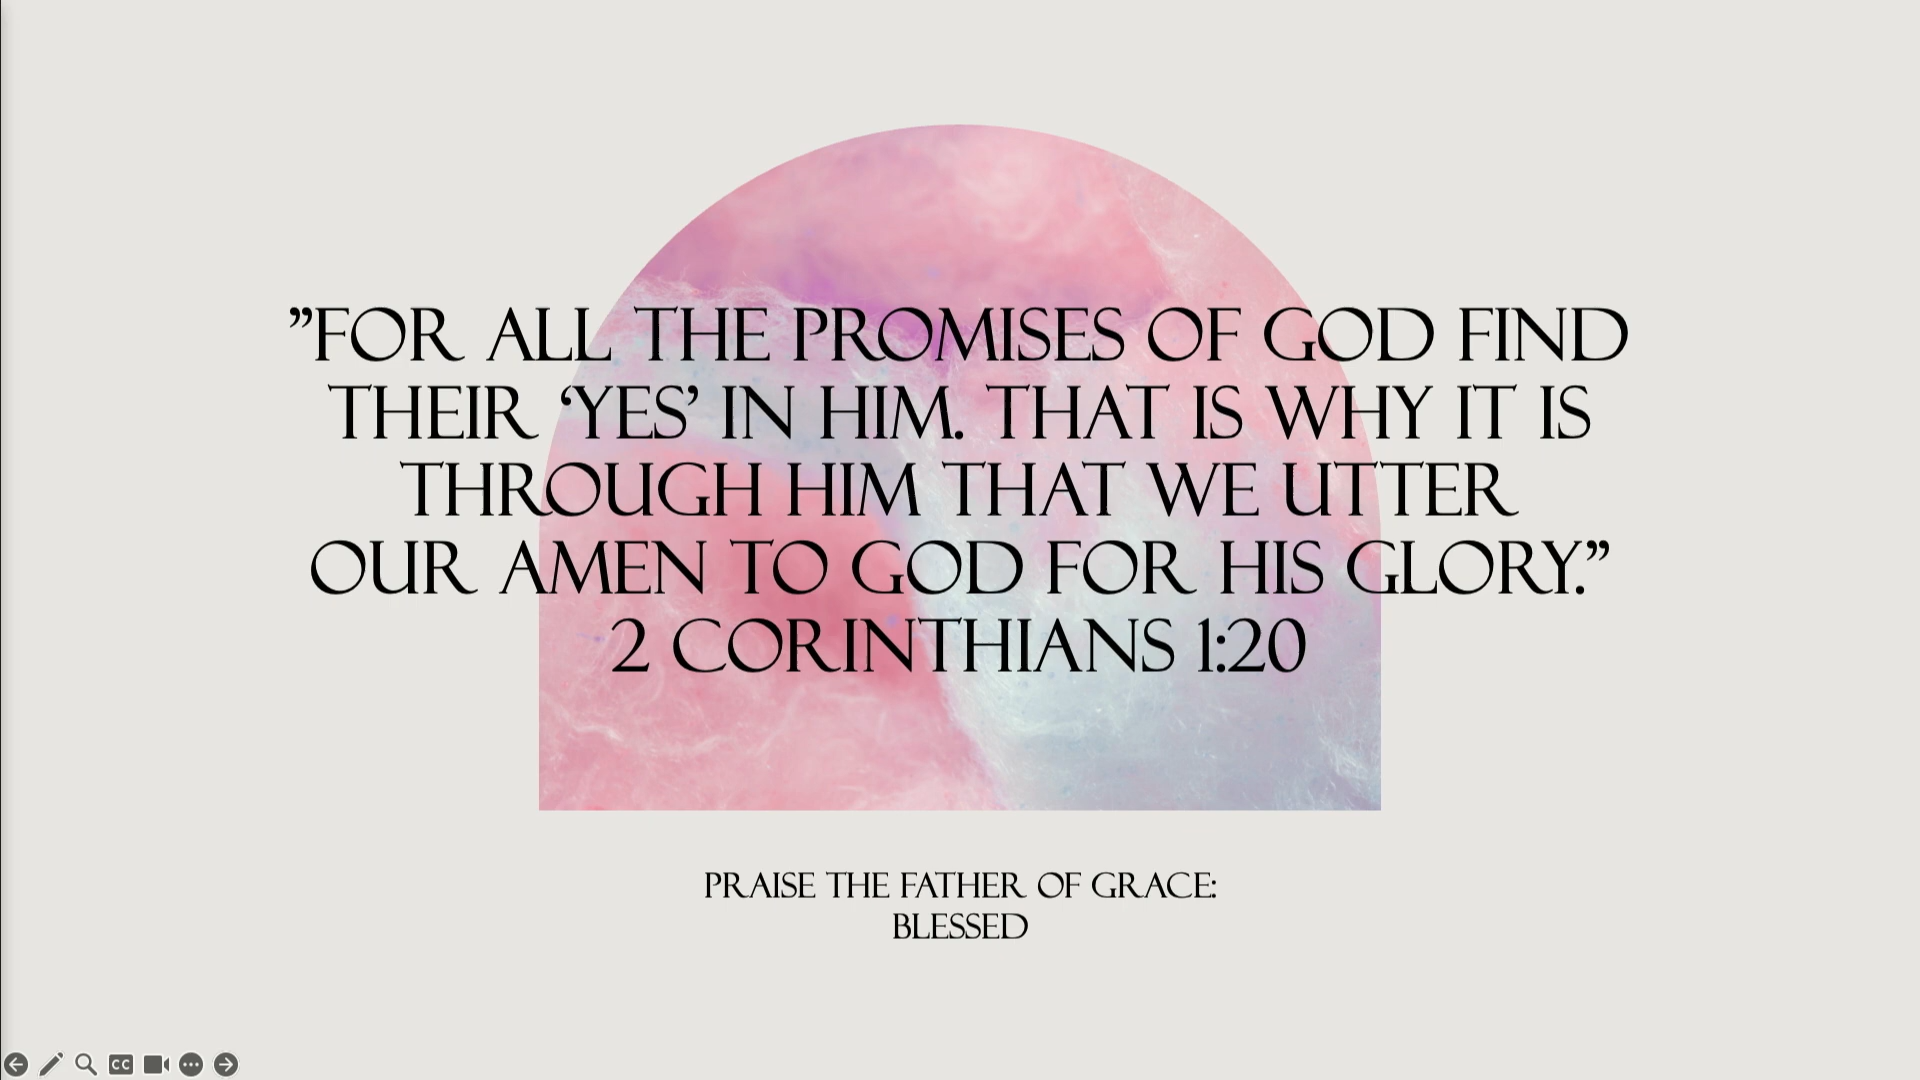 ”FOR ALL THE PROMISES OF GOD FIND
THEIR ‘YES’ IN HIM. THAT IS WHY IT IS
THROUGH HIM THAT WE UTTER
OUR AMEN TO GOD FOR HIS GLORY.”
2 CORINTHIANS 1:20
PRAISE THE FATHER OF GRACE:
BLESSED
CC